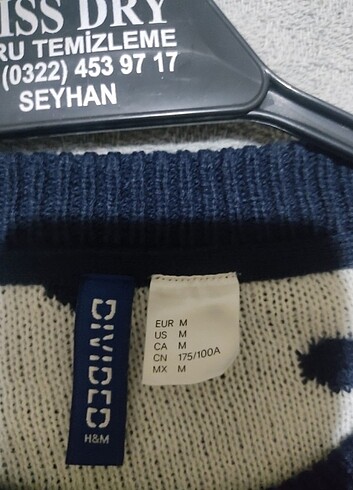 ISS DRY
RU TEMİZLEME
(0322) 453 97 17
SEYHAN
DIVIDED
H&M
EUR M
US M
CA M
CN 175/100A
MX M